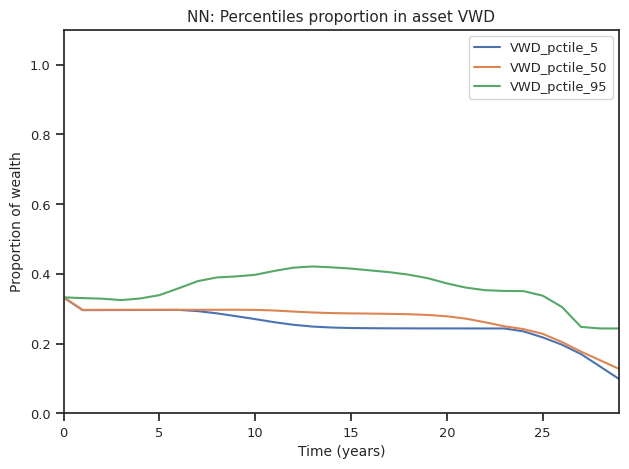 NN: Percentiles proportion in asset VWD
VWD_pctile_5
VWD_pctile_50
VWD_pctile_95
Proportion of wealth
1.0
0.8
0.6
0.4
0.2
0.0
0 5 10 15 20 25
Time (years)